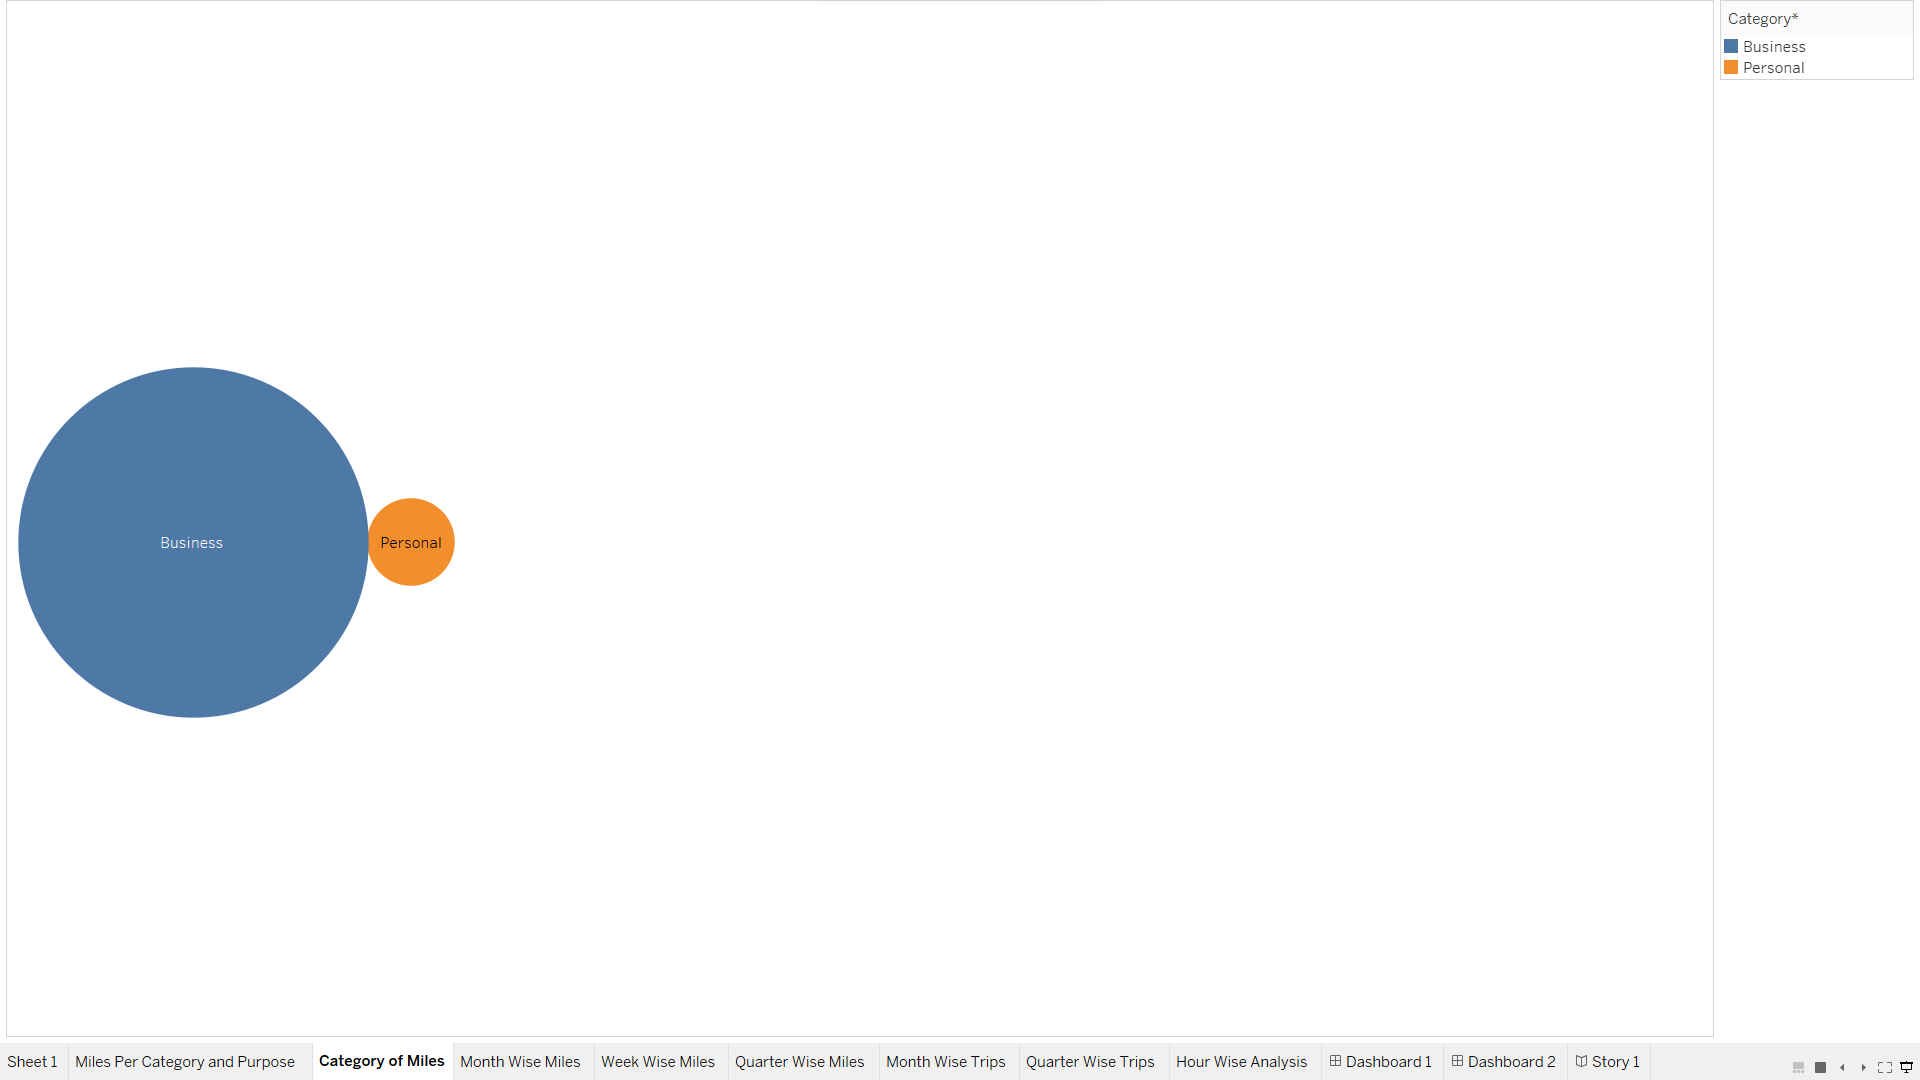 Category*
Business
Personal
Business
Personal
Sheet 1 Miles Per Category and Purpose Category of Miles Month Wise Miles Week Wise Miles Quarter Wise Miles Month Wise Trips Quarter Wise Trips Hour Wise Analysis Dashboard 1 Dashboard 2 Story 1